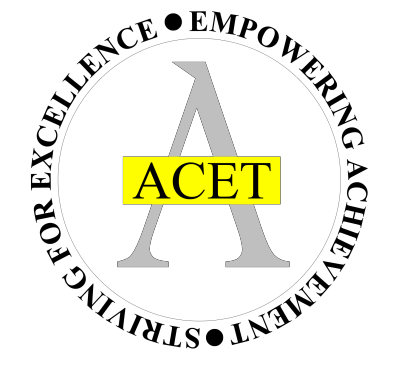 EMPOWERING ACHIEVEMENT ● STRIVING FOR EXCELLENCE ●
A
ACET